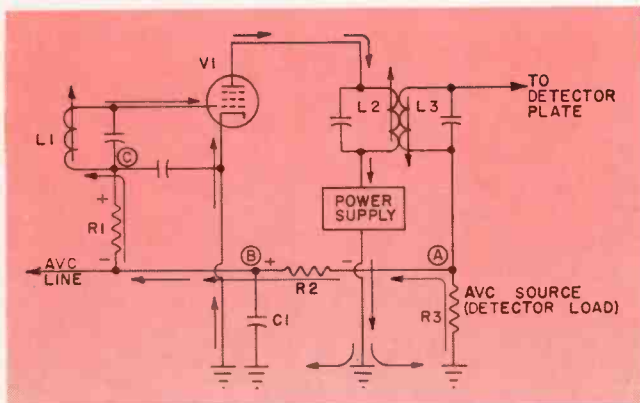 V1
L1
C
+
R1
-
AVC
LINE
B
+
R2
-
C1
L2
L3
TO
DETECTOR
PLATE
POWER
SUPPLY
A
R3
AVC SOURCE
(DETECTOR LOAD)